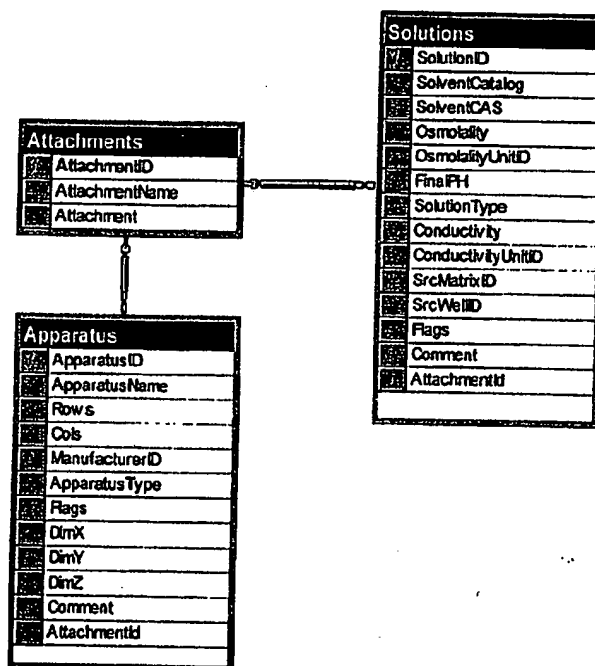 Solutions
SolutionID
SolventCatalog
SolventCAS
Osmolality
OsmolalityUnitID
FinalPH
SolutionType
Conductivity
ConductivityUnitID
SrcMatrixID
SrcWellID
Flags
Comment
AttachmentId
Attachments
AttachmentID
AttachmentName
Attachment
Apparatus
ApparatusID
ApparatusName
Rows
Cols
ManufacturerID
ApparatusType
Flags
DimX
DimY
DimZ
Comment
AttachmentId